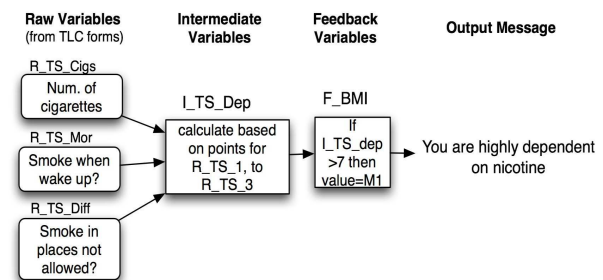 Raw Variables
(from TLC forms)
Intermediate
Variables
Feedback
Variables
Output Message
R_TS_Cigs
Num. of
cigarettes
R_TS_Mor
Smoke when
wake up?
R_TS_Diff
Smoke in
places not
allowed?
I_TS_Dep
calculate based
on points for
R_TS_1, to
R_TS_3
F_BMI
If
I_TS_dep
>7 then
value=M1
You are highly dependent
on nicotine